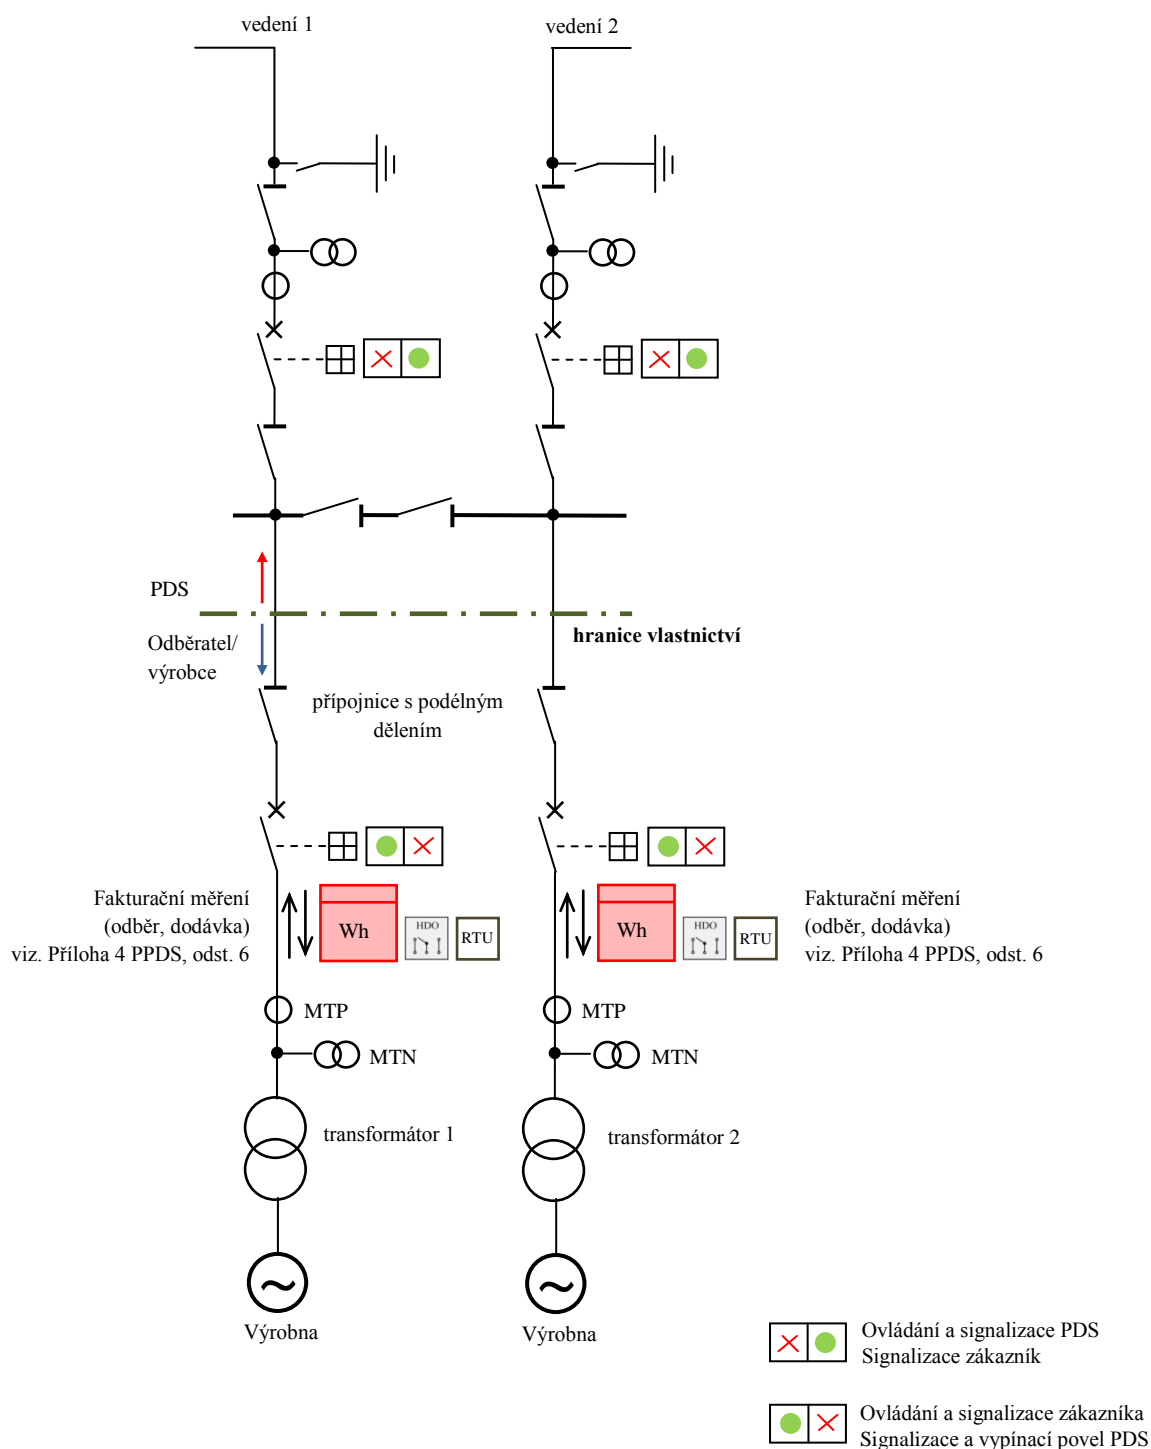 vedení 1
vedení 2
PDS
hranice vlastnictví
Odběratel/
výrobce
přípojnice s podélným
dělením
Fakturační měření
(odběr, dodávka)
viz. Příloha 4 PPDS, odst. 6
Wh
HDO
RTU
Wh
HDO
RTU
Fakturační měření
(odběr, dodávka)
viz. Příloha 4 PPDS, odst. 6
MTP
MTP
MTN
MTN
transformátor 1
transformátor 2
Výrobna
Výrobna
Ovládání a signalizace PDS
Signalizace zákazník
Ovládání a signalizace zákazníka
Signalizace a vypínací povel PDS